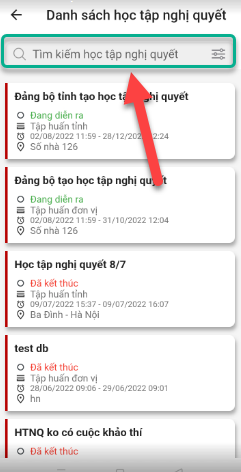 Danh sách học tập nghị quyết
Tìm kiếm học tập nghị quyết
Đảng bộ tỉnh tạo học tập nghị quyết
Đang diễn ra
Tập huấn tỉnh
02/08/2022 11:59 - 28/12/2022 12:24
Số nhà 126
Đảng bộ tạo học tập nghị quyết
Đang diễn ra
Tập huấn đơn vị
02/08/2022 11:59 - 31/10/2022 12:04
Số nhà 126
Học tập nghị quyết 8/7
Đã kết thúc
Tập huấn tỉnh
09/07/2022 15:37 - 09/07/2022 16:07
Ba Đình - Hà Nội
test db
Đã kết thúc
Tập huấn đơn vị
28/06/2022 09:06 - 29/06/2022 09:01
hn
HTNQ ko có cuộc khảo thí
Đã kết thúc